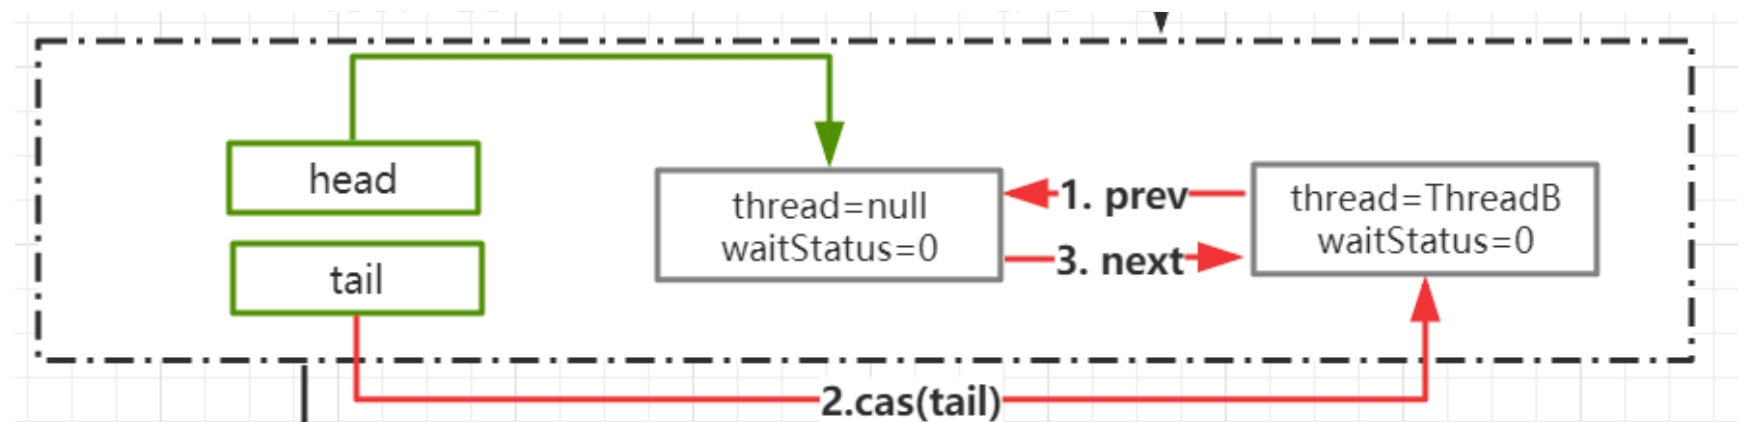 head
tail
thread=null
waitStatus=0
1. prev
3. next
thread=ThreadB
waitStatus=0
2.cas(tail)